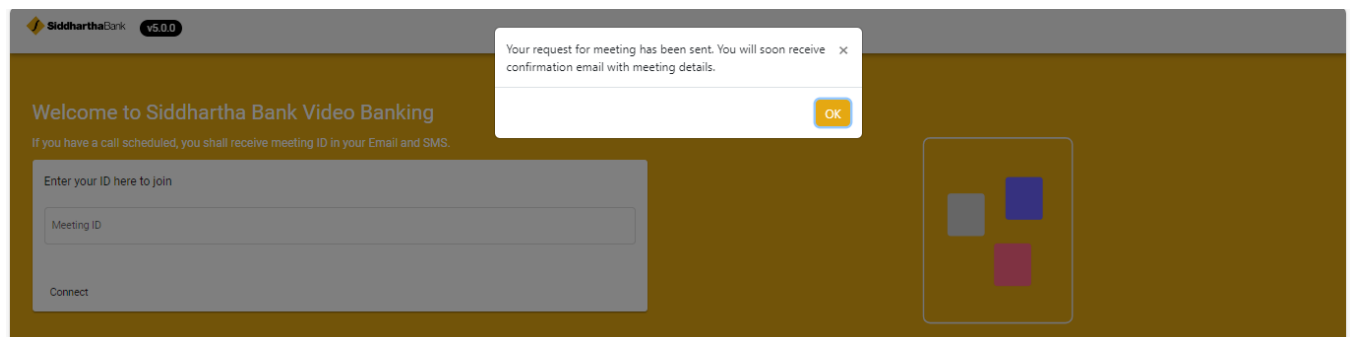 SiddharthaBank v5.0.0
Your request for meeting has been sent. You will soon receive ×
confirmation email with meeting details.
OK
Welcome to Siddhartha Bank Video Banking
If you have a call scheduled, you shall receive meeting ID in your Email and SMS.
Enter your ID here to join
Meeting ID
Connect